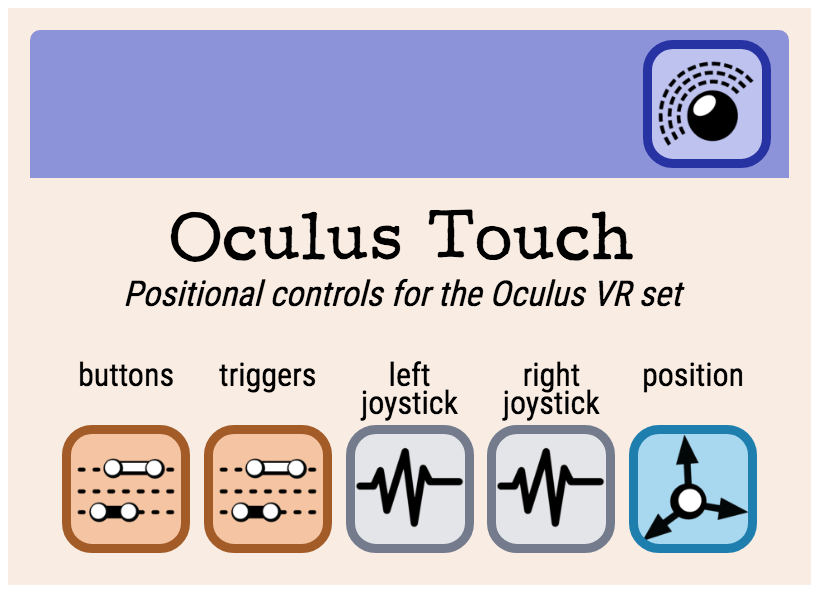 Oculus Touch
Positional controls for the Oculus VR set
buttons
triggers
left
joystick
right
joystick
position